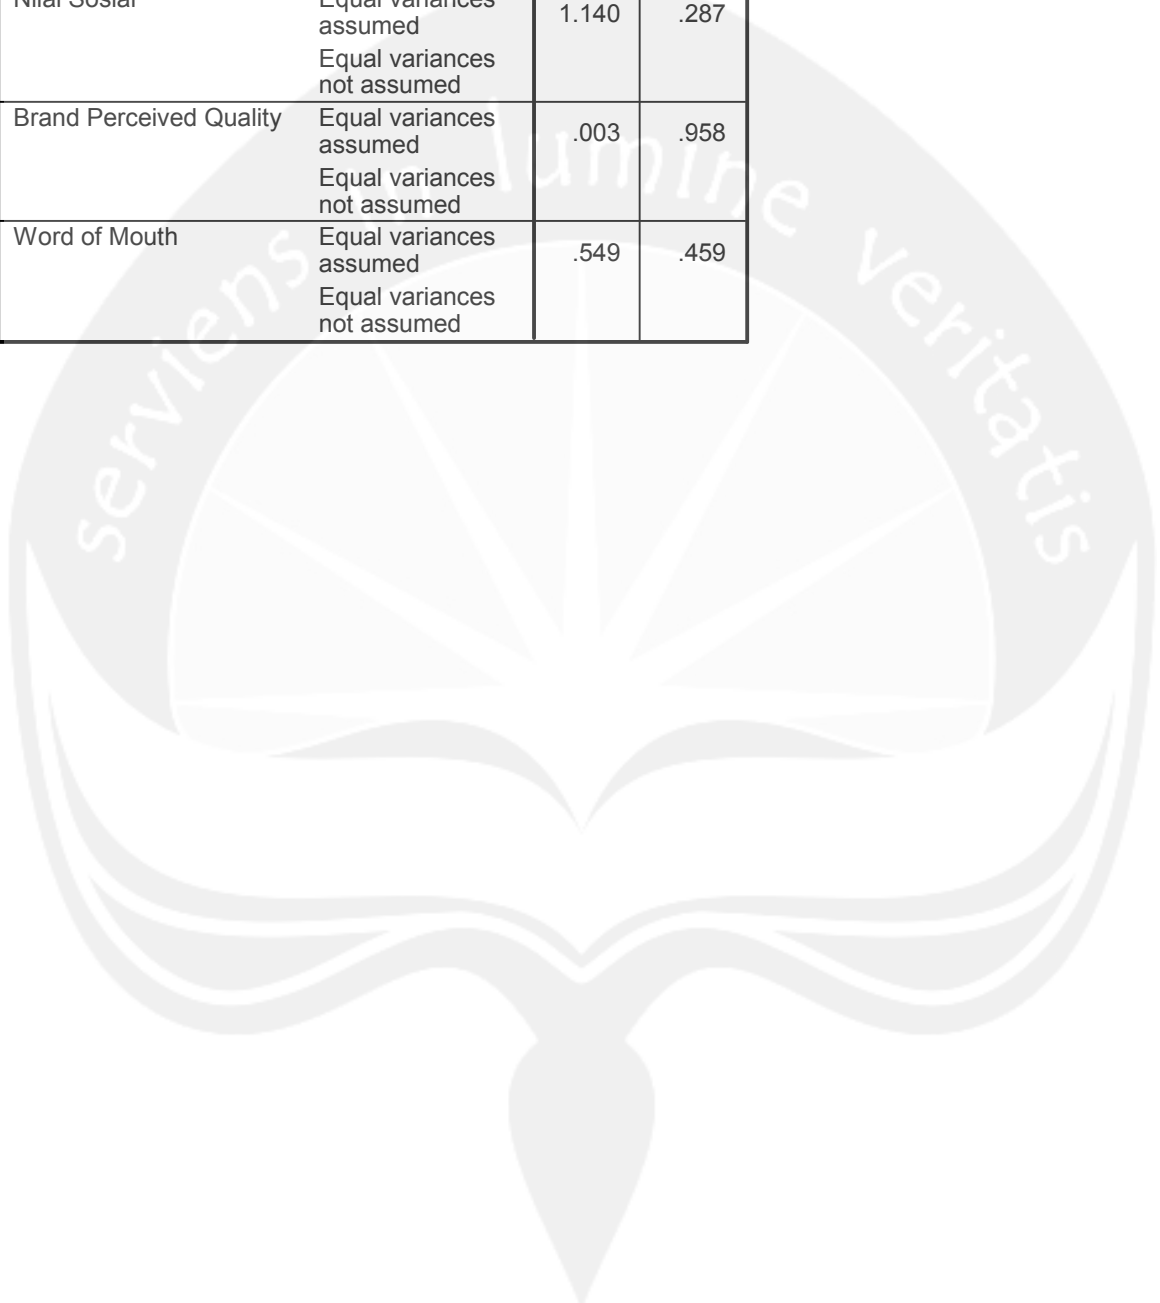 Nilai Sosial Equal variances
assumed 1.140 .287
Equal variances
not assumed
Brand Perceived Quality Equal variances
assumed .003 .958
Equal variances
not assumed
Word of Mouth Equal variances
assumed .549 .459
Equal variances
not assumed
serviens in lumine veritatis